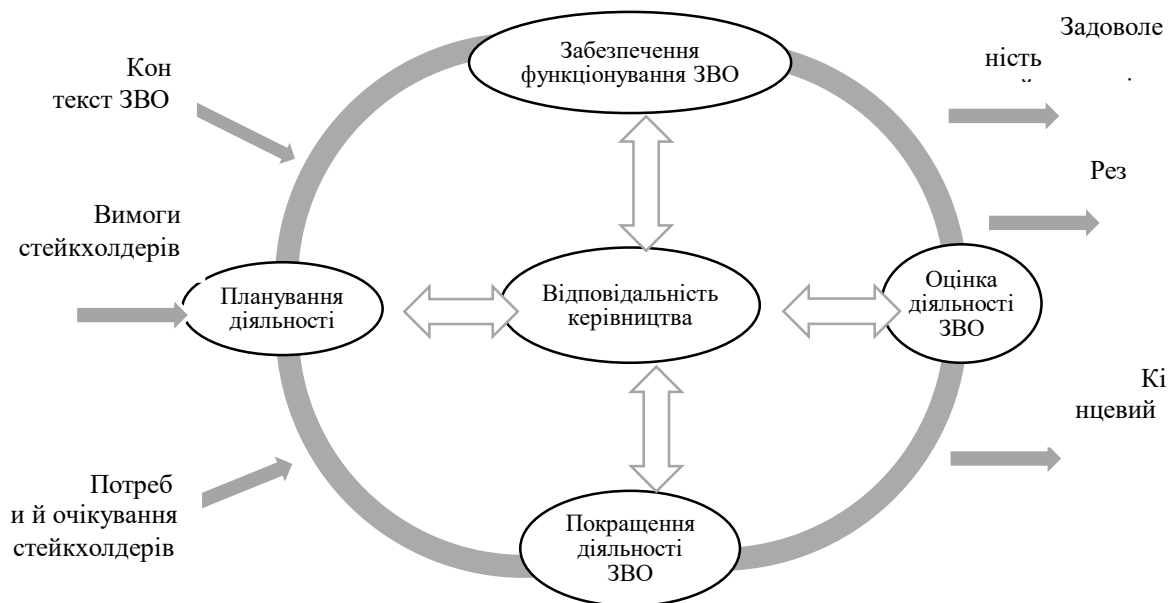 Кон
текст ЗВО
Вимоги
стейкхолдерів
Потреб
и й очікування
стейкхолдерів
Забезпечення
функціонування ЗВО
Планування
діяльності
Відповідальність
керівництва
Оцінка
діяльності
ЗВО
Покращення
діяльності
ЗВО
Задоволе
ність
Рез
Кі
нцевий